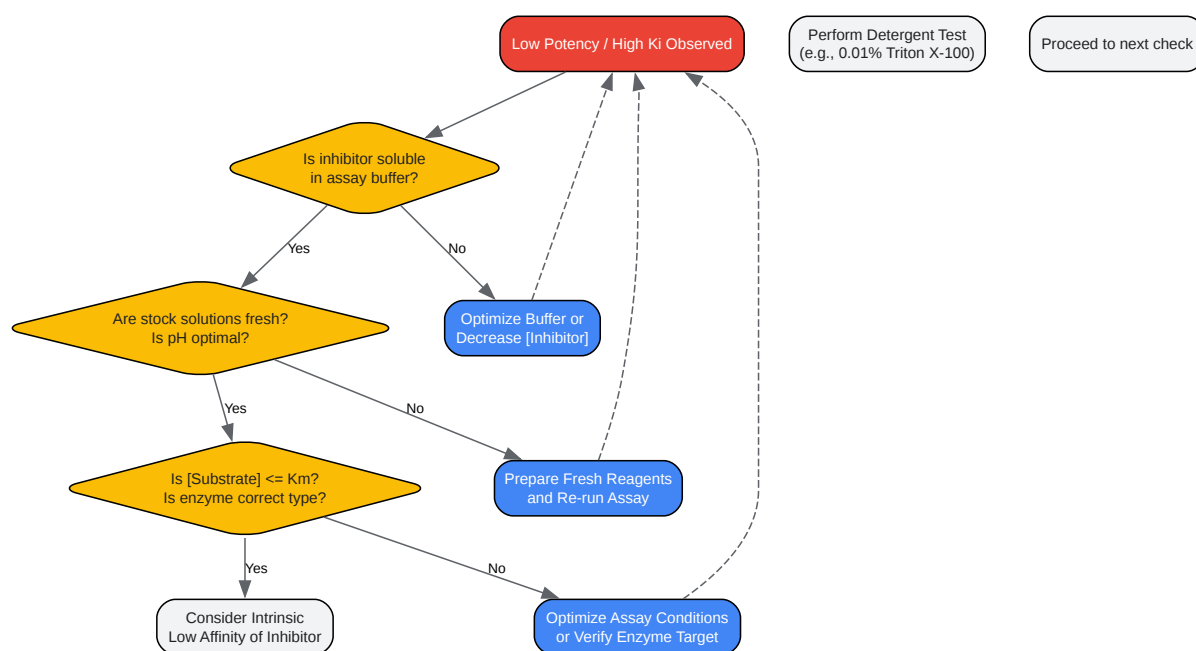 Low Potency / High Ki Observed
Perform Detergent Test
(e.g., 0.01% Triton X-100)
Proceed to next check
Is inhibitor soluble
in assay buffer?
Yes
No
Are stock solutions fresh?
Is pH optimal?
Optimize Buffer or
Decrease [Inhibitor]
Yes
No
Is [Substrate] <= Km?
Is enzyme correct type?
Prepare Fresh Reagents
and Re-run Assay
Yes
No
Consider Intrinsic
Low Affinity of Inhibitor
Optimize Assay Conditions
or Verify Enzyme Target